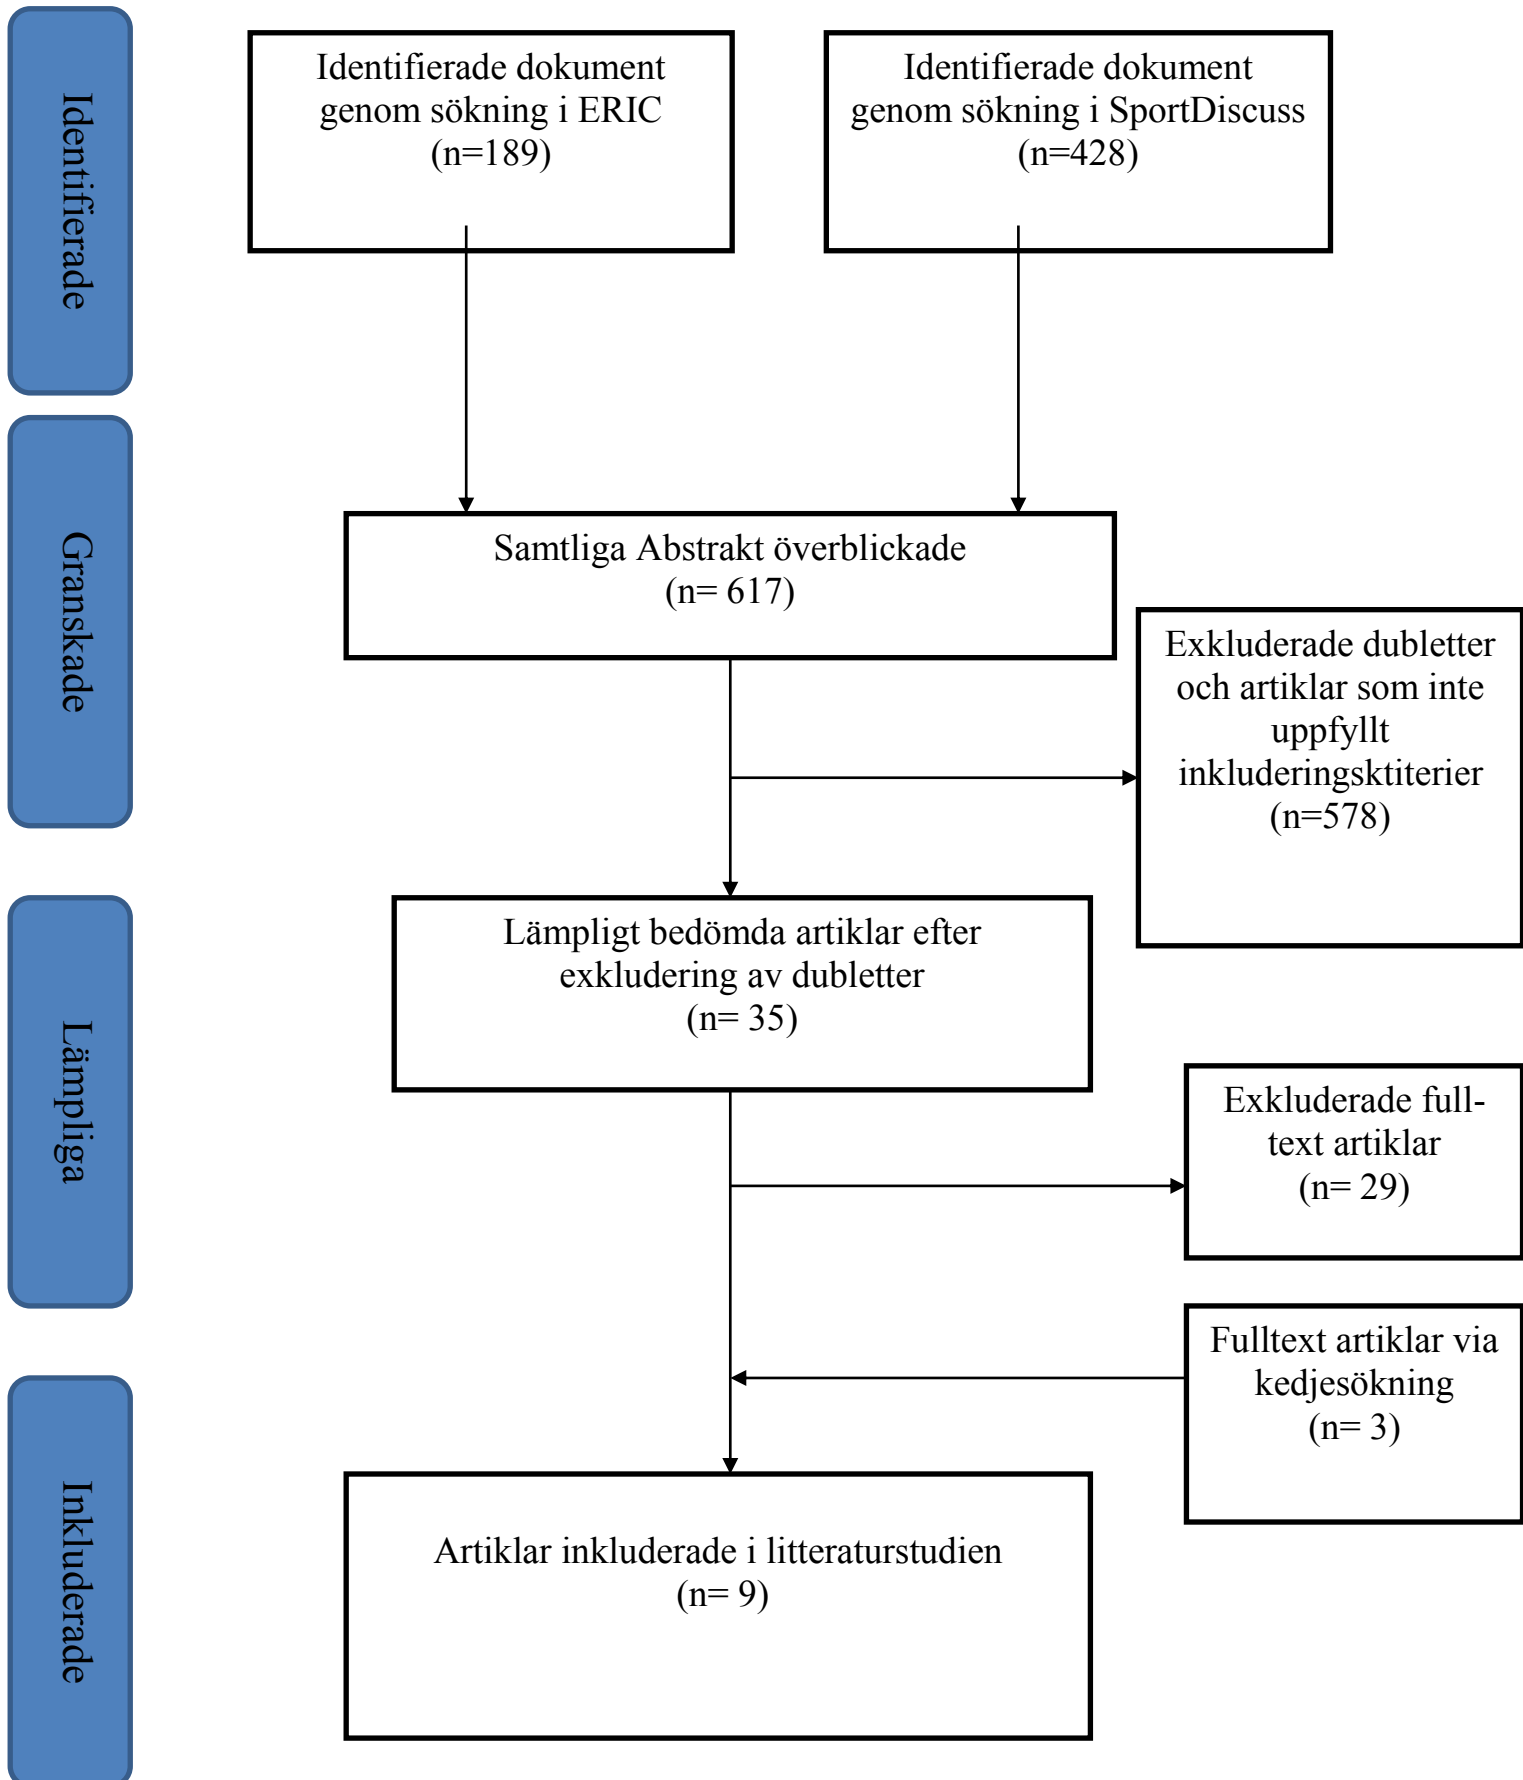 Identifierade
Identifierade dokument
genom sökning i ERIC
(n=189)
Identifierade dokument
genom sökning i SportDiscuss
(n=428)
Granskade
Samtliga Abstrakt överblickade
(n= 617)
Exkluderade dubletter
och artiklar som inte
uppfyllt
inkluderingsktiterier
(n=578)
Lämpliga
Lämpligt bedömda artiklar efter
exkludering av dubletter
(n= 35)
Exkluderade full-
text artiklar
(n= 29)
Fulltext artiklar via
kedjesökning
(n= 3)
Inkluderade
Artiklar inkluderade i litteraturstudien
(n= 9)